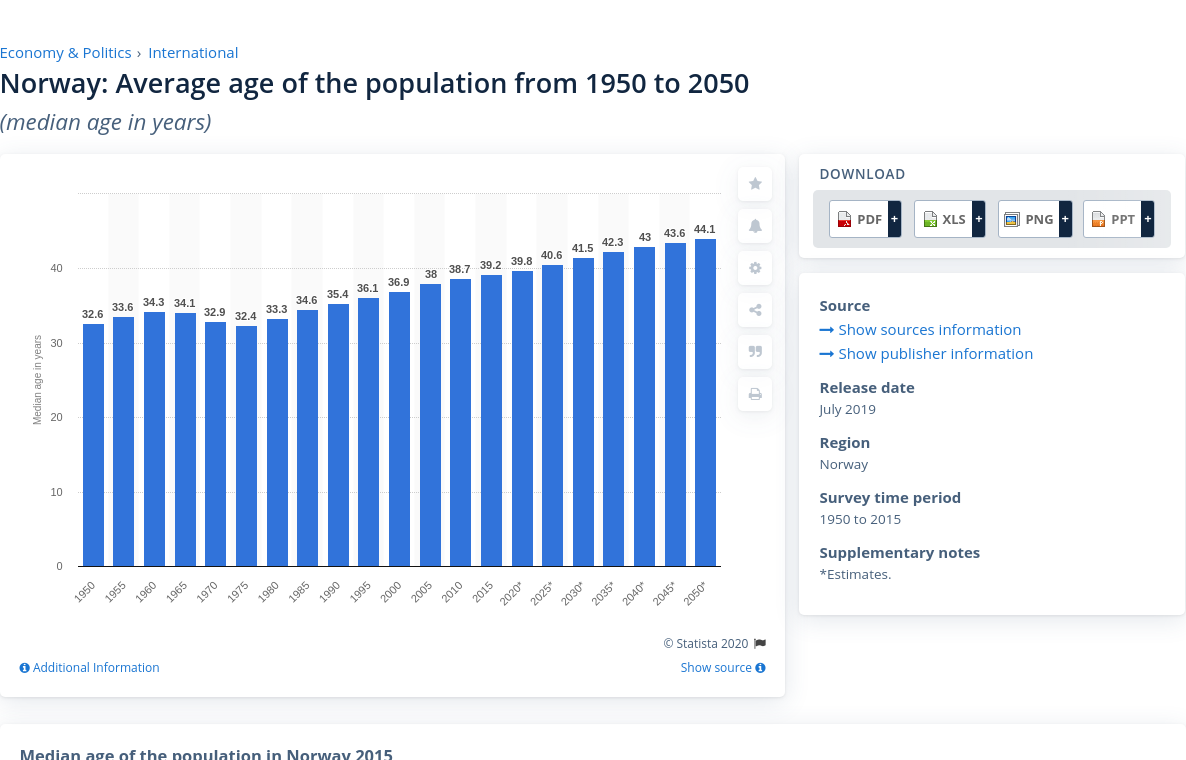 Economy & Politics › International
Norway: Average age of the population from 1950 to 2050
(median age in years)
Median age in years
40
30
20
10
0
32.6
33.6
34.3
34.1
32.9
32.4
33.3
34.6
35.4
36.1
36.9
38
38.7
39.2
39.8
40.6
41.5
42.3
43
43.6
44.1
1950
1955
1960
1965
1970
1975
1980
1985
1990
1995
2000
2005
2010
2015
2020*
2025*
2030*
2035*
2040*
2045*
2050*
© Statista 2020
Additional Information
Show source
DOWNLOAD
PDF + XLS + PNG + PPT +
Source
Show sources information
Show publisher information
Release date
July 2019
Region
Norway
Survey time period
1950 to 2015
Supplementary notes
*Estimates.
Median age of the population in Norway 2015